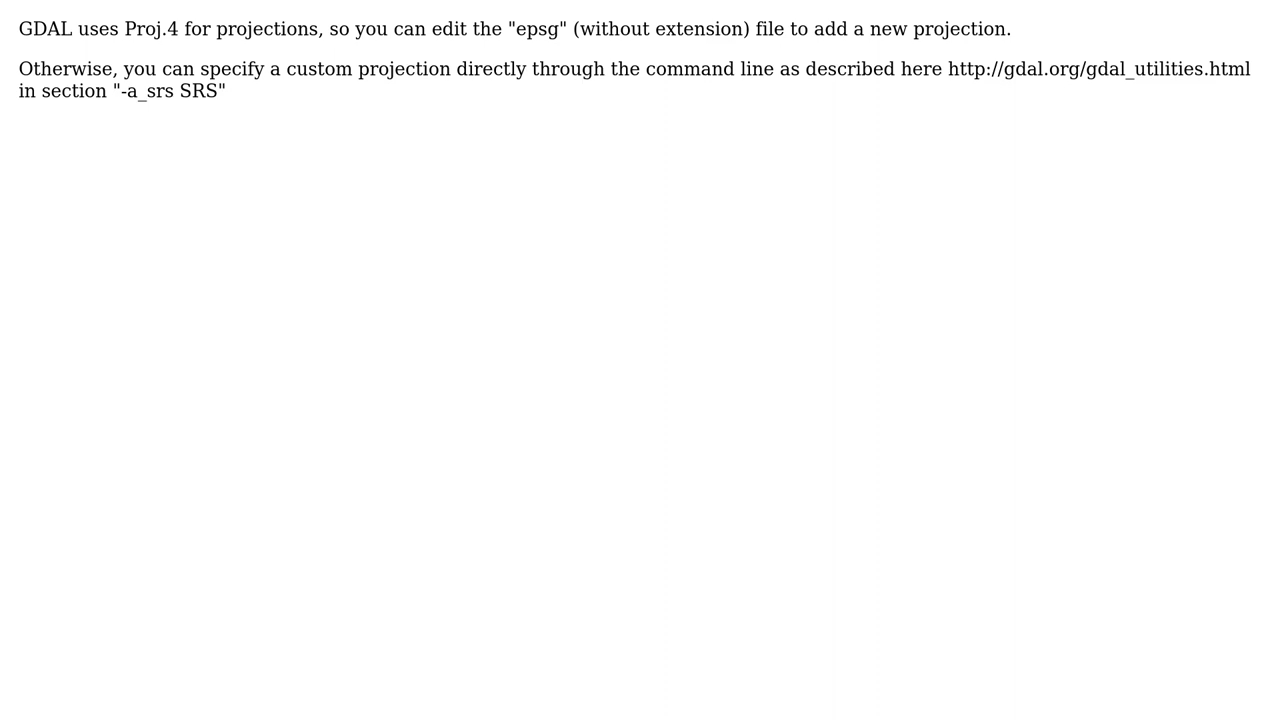 GDAL uses Proj.4 for projections, so you can edit the "epsg" (without extension) file to add a new projection.
Otherwise, you can specify a custom projection directly through the command line as described here http://gdal.org/gdal_utilities.html
in section "-a_srs SRS"